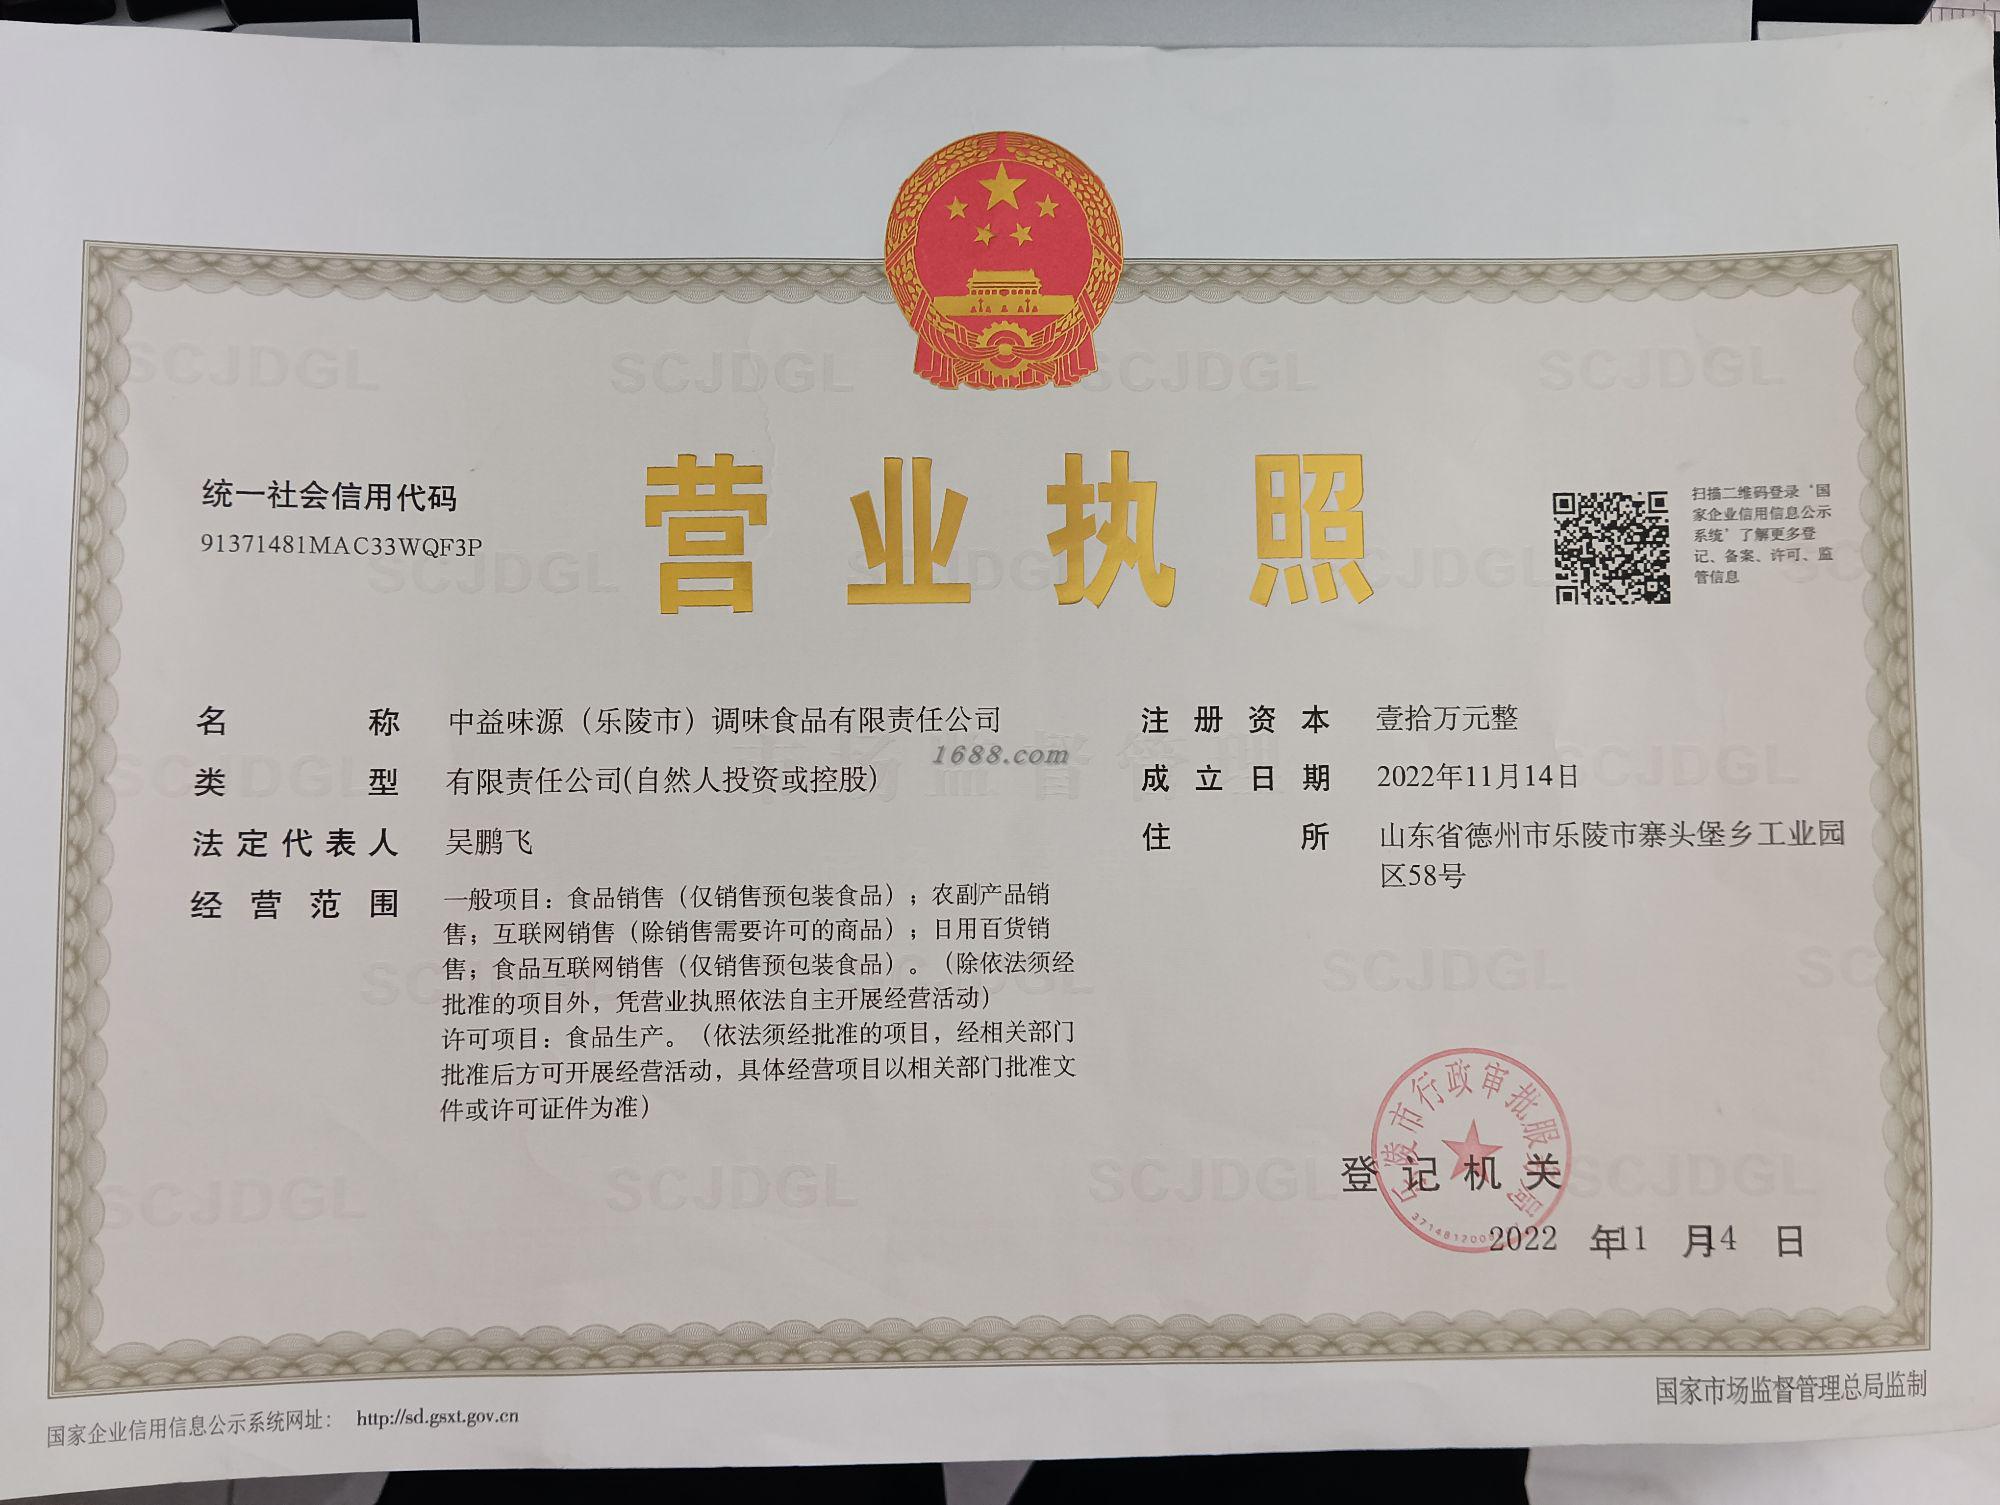 统一社会信用代码
91371481MAC33WQF3P
营业执照
扫描二维码登录‘国
家企业信用信息公示
系统’了解更多登
记、备案、许可、监
管信息
名称 中益味源（乐陵市）调味食品有限责任公司
类型 有限责任公司(自然人投资或控股)
法定代表人 吴鹏飞
经营范围 一般项目：食品销售（仅销售预包装食品）；农副产品销
售；互联网销售（除销售需要许可的商品）；日用百货销
售；食品互联网销售（仅销售预包装食品）。（除依法须经
批准的项目外，凭营业执照依法自主开展经营活动）
许可项目：食品生产。（依法须经批准的项目，经相关部门
批准后方可开展经营活动，具体经营项目以相关部门批准文
件或许可证件为准）
注册资本 壹拾万元整
成立日期 2022年11月14日
住所 山东省德州市乐陵市寨头堡乡工业园
区58号
1688.com
市场监督管理
SCJDGL
乐陵市行政审批服务局
登记机关
2022 年11 月14 日
国家企业信用信息公示系统网址： http://sd.gsxt.gov.cn
国家市场监督管理总局监制